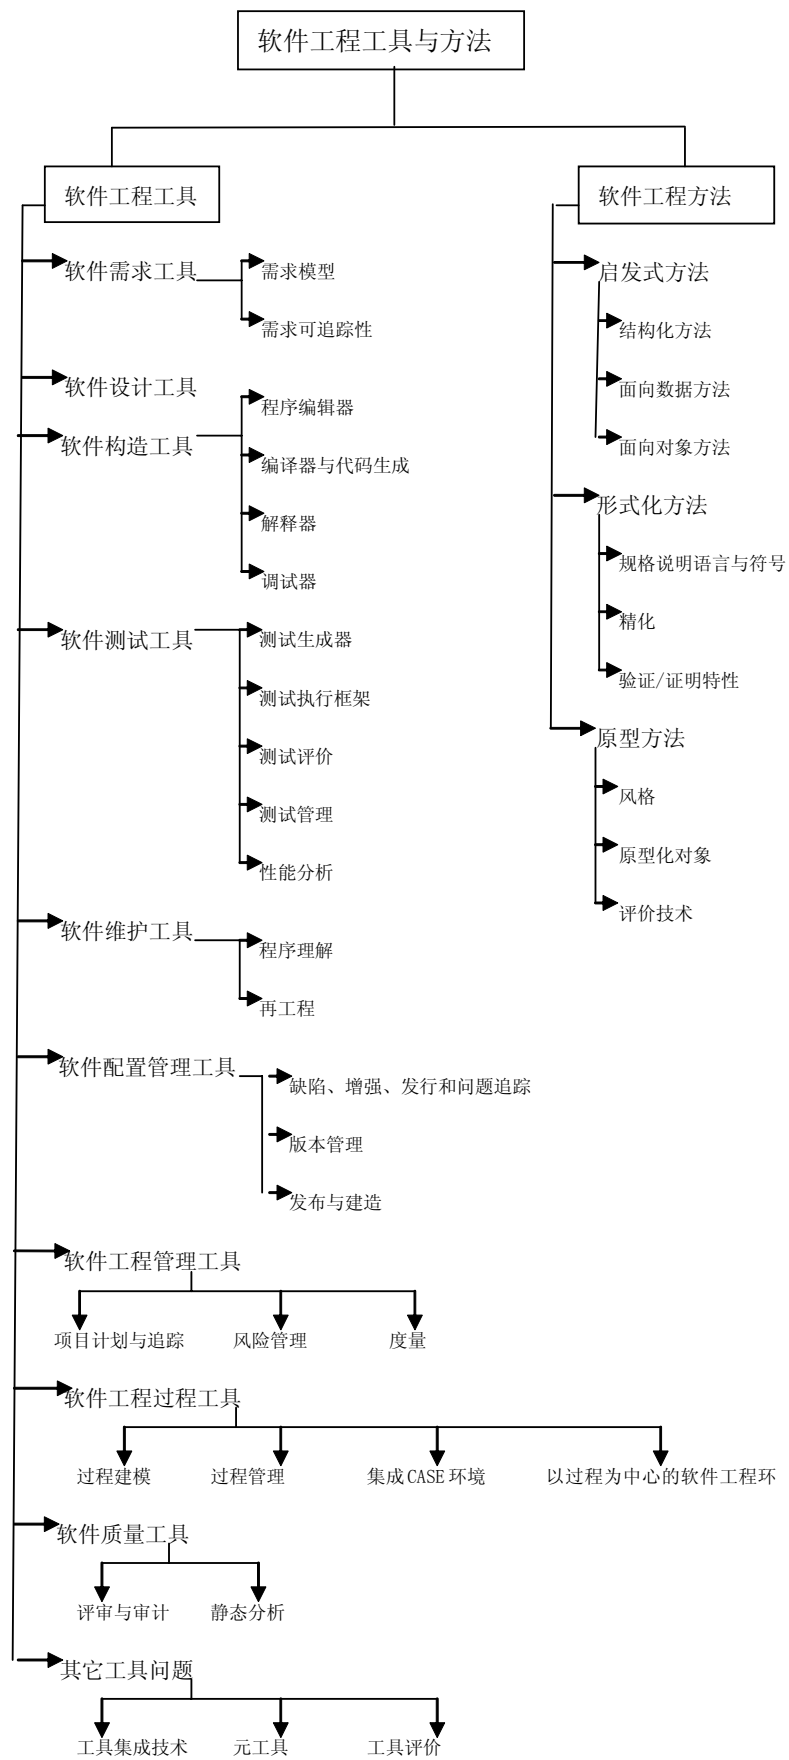 软件工程工具与方法
软件工程工具
软件需求工具
需求模型
需求可追踪性
软件设计工具
软件构造工具
程序编辑器
编译器与代码生成
解释器
调试器
软件测试工具
测试生成器
测试执行框架
测试评价
测试管理
性能分析
软件维护工具
程序理解
再工程
软件配置管理工具
缺陷、增强、发行和问题追踪
版本管理
发布与建造
软件工程管理工具
项目计划与追踪
风险管理
度量
软件工程过程工具
过程建模
过程管理
集成CASE环境
以过程为中心的软件工程环
软件质量工具
评审与审计
静态分析
其它工具问题
工具集成技术
元工具
工具评价
软件工程方法
启发式方法
结构化方法
面向数据方法
面向对象方法
形式化方法
规格说明语言与符号
精化
验证/证明特性
原型方法
风格
原型化对象
评价技术